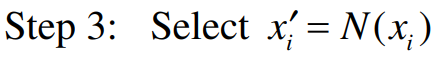 Step 3: Select x′ᵢ = N(xᵢ)